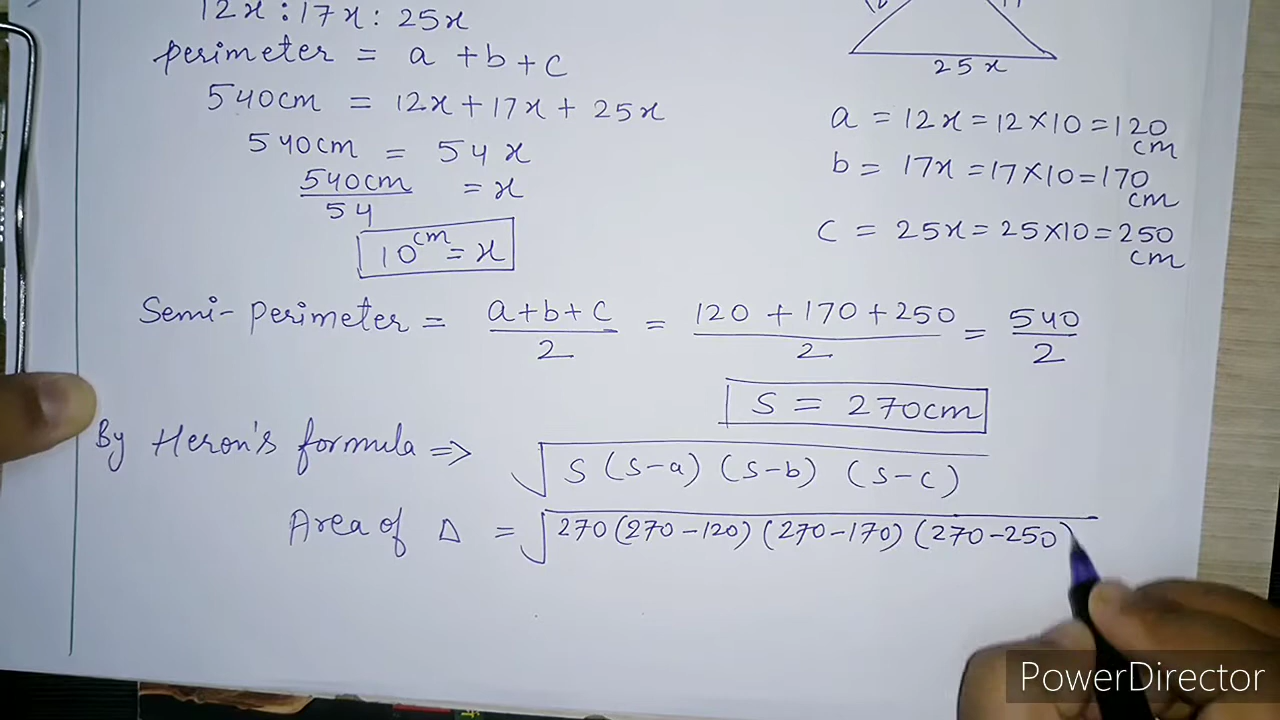 12x : 17x : 25x
perimeter = a + b + c
540cm = 12x + 17x + 25x
540cm = 54x
540cm/54 = x
10cm = x
25x
a = 12x = 12×10 = 120 cm
b = 17x = 17×10 = 170 cm
c = 25x = 25×10 = 250 cm
Semi-Perimeter = a+b+c/2 = 120 + 170 + 250/2 = 540/2
S = 270cm
By Heron's formula => √S(S-a)(S-b)(S-c)
Area of Δ = √270(270-120)(270-170)(270-250)
PowerDirector